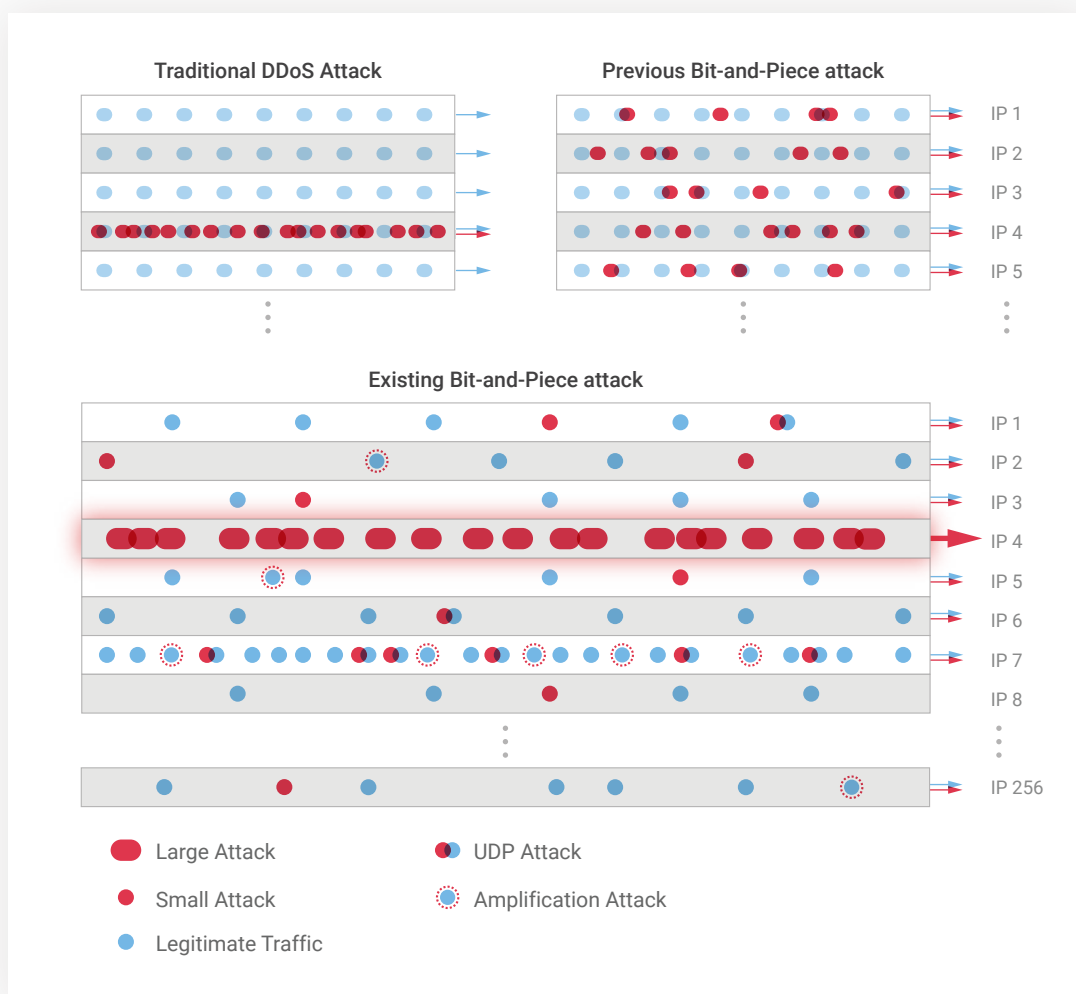 Traditional DDoS Attack
Previous Bit-and-Piece attack
IP 1
IP 2
IP 3
IP 4
IP 5
Existing Bit-and-Piece attack
IP 1
IP 2
IP 3
IP 4
IP 5
IP 6
IP 7
IP 8
IP 256
Large Attack
UDP Attack
Small Attack
Amplification Attack
Legitimate Traffic